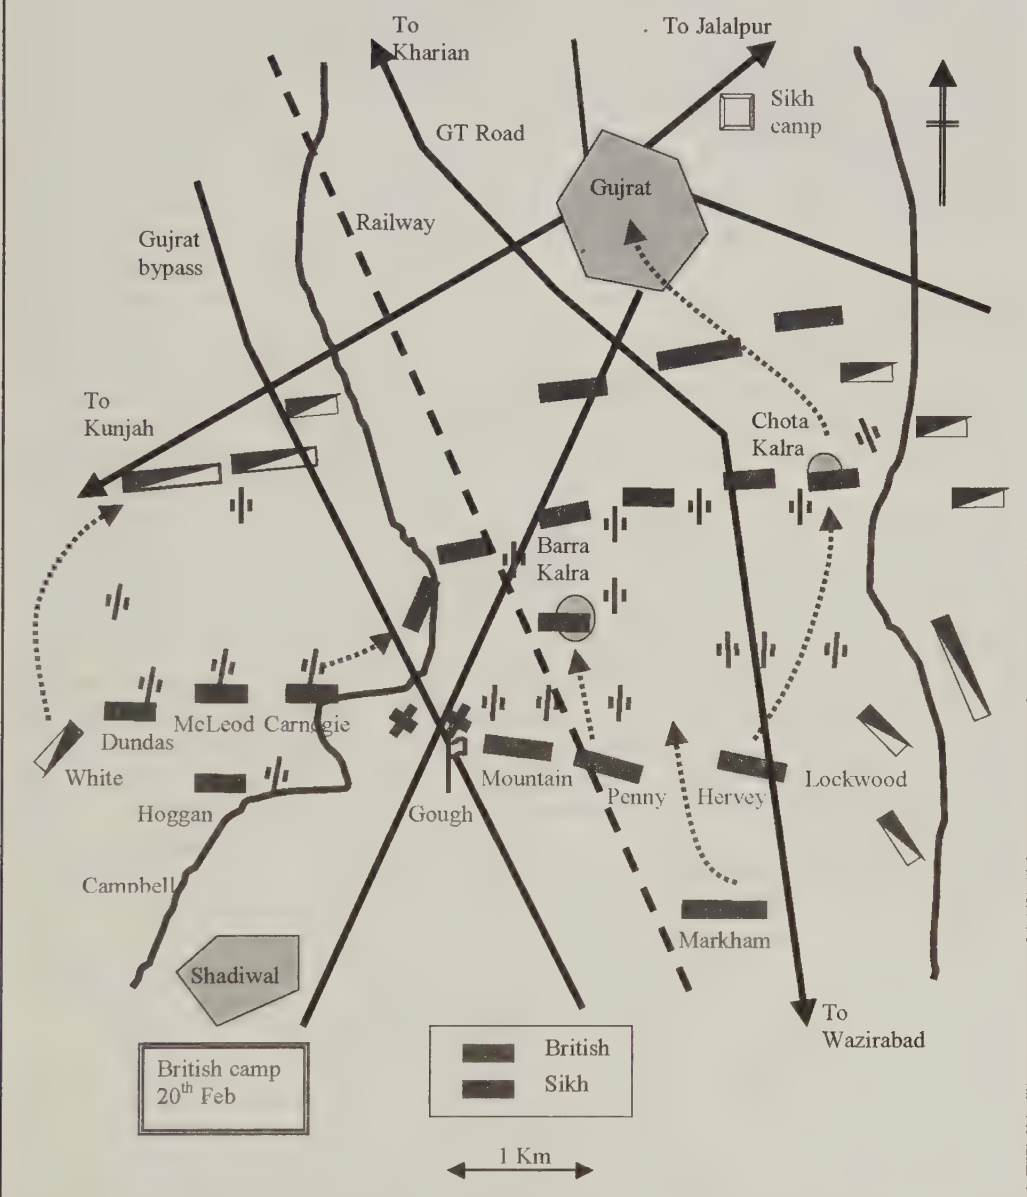 To
Kharian
To Jalalpur
Sikh
camp
GT Road
Gujrat
Railway
Gujrat
bypass
To
Kunjah
Chota
Kalra
Barra
Kalra
McLeod Carnegie
Dundas
White
Mountain
Penny
Hervey
Lockwood
Hoggan
Gough
Campbell
Markham
Shadiwal
To
Wazirabad
British camp
20th Feb
British
Sikh
1 Km